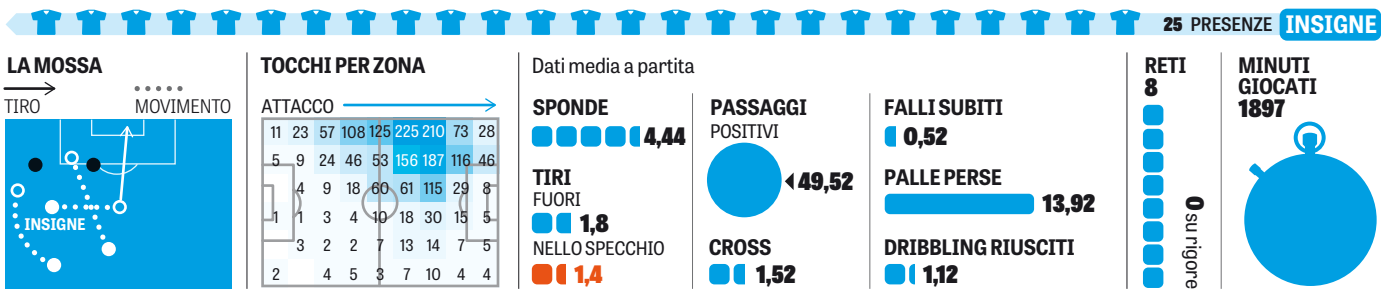 25 PRESENZE INSIGNE
LA MOSSA
TIRO
MOVIMENTO
INSIGNE
TOCCHI PER ZONA
ATTACCO
11 23 57 108 125 225 210 73 28
5 9 24 46 53 156 187 116 46
4 9 18 60 61 115 29 8
1 1 3 4 10 18 30 15 5
3 2 2 7 13 14 7 5
2 4 5 3 7 10 4 4
Dati media a partita
SPONDE
4,44
TIRI
FUORI
1,8
NELLO SPECCHIO
1,4
PASSAGGI
POSITIVI
49,52
CROSS
1,52
FALLI SUBITI
0,52
PALLE PERSE
13,92
DRIBBLING RIUSCITI
1,12
RETI
8
0 su rigore
MINUTI
GIOCATI
1897